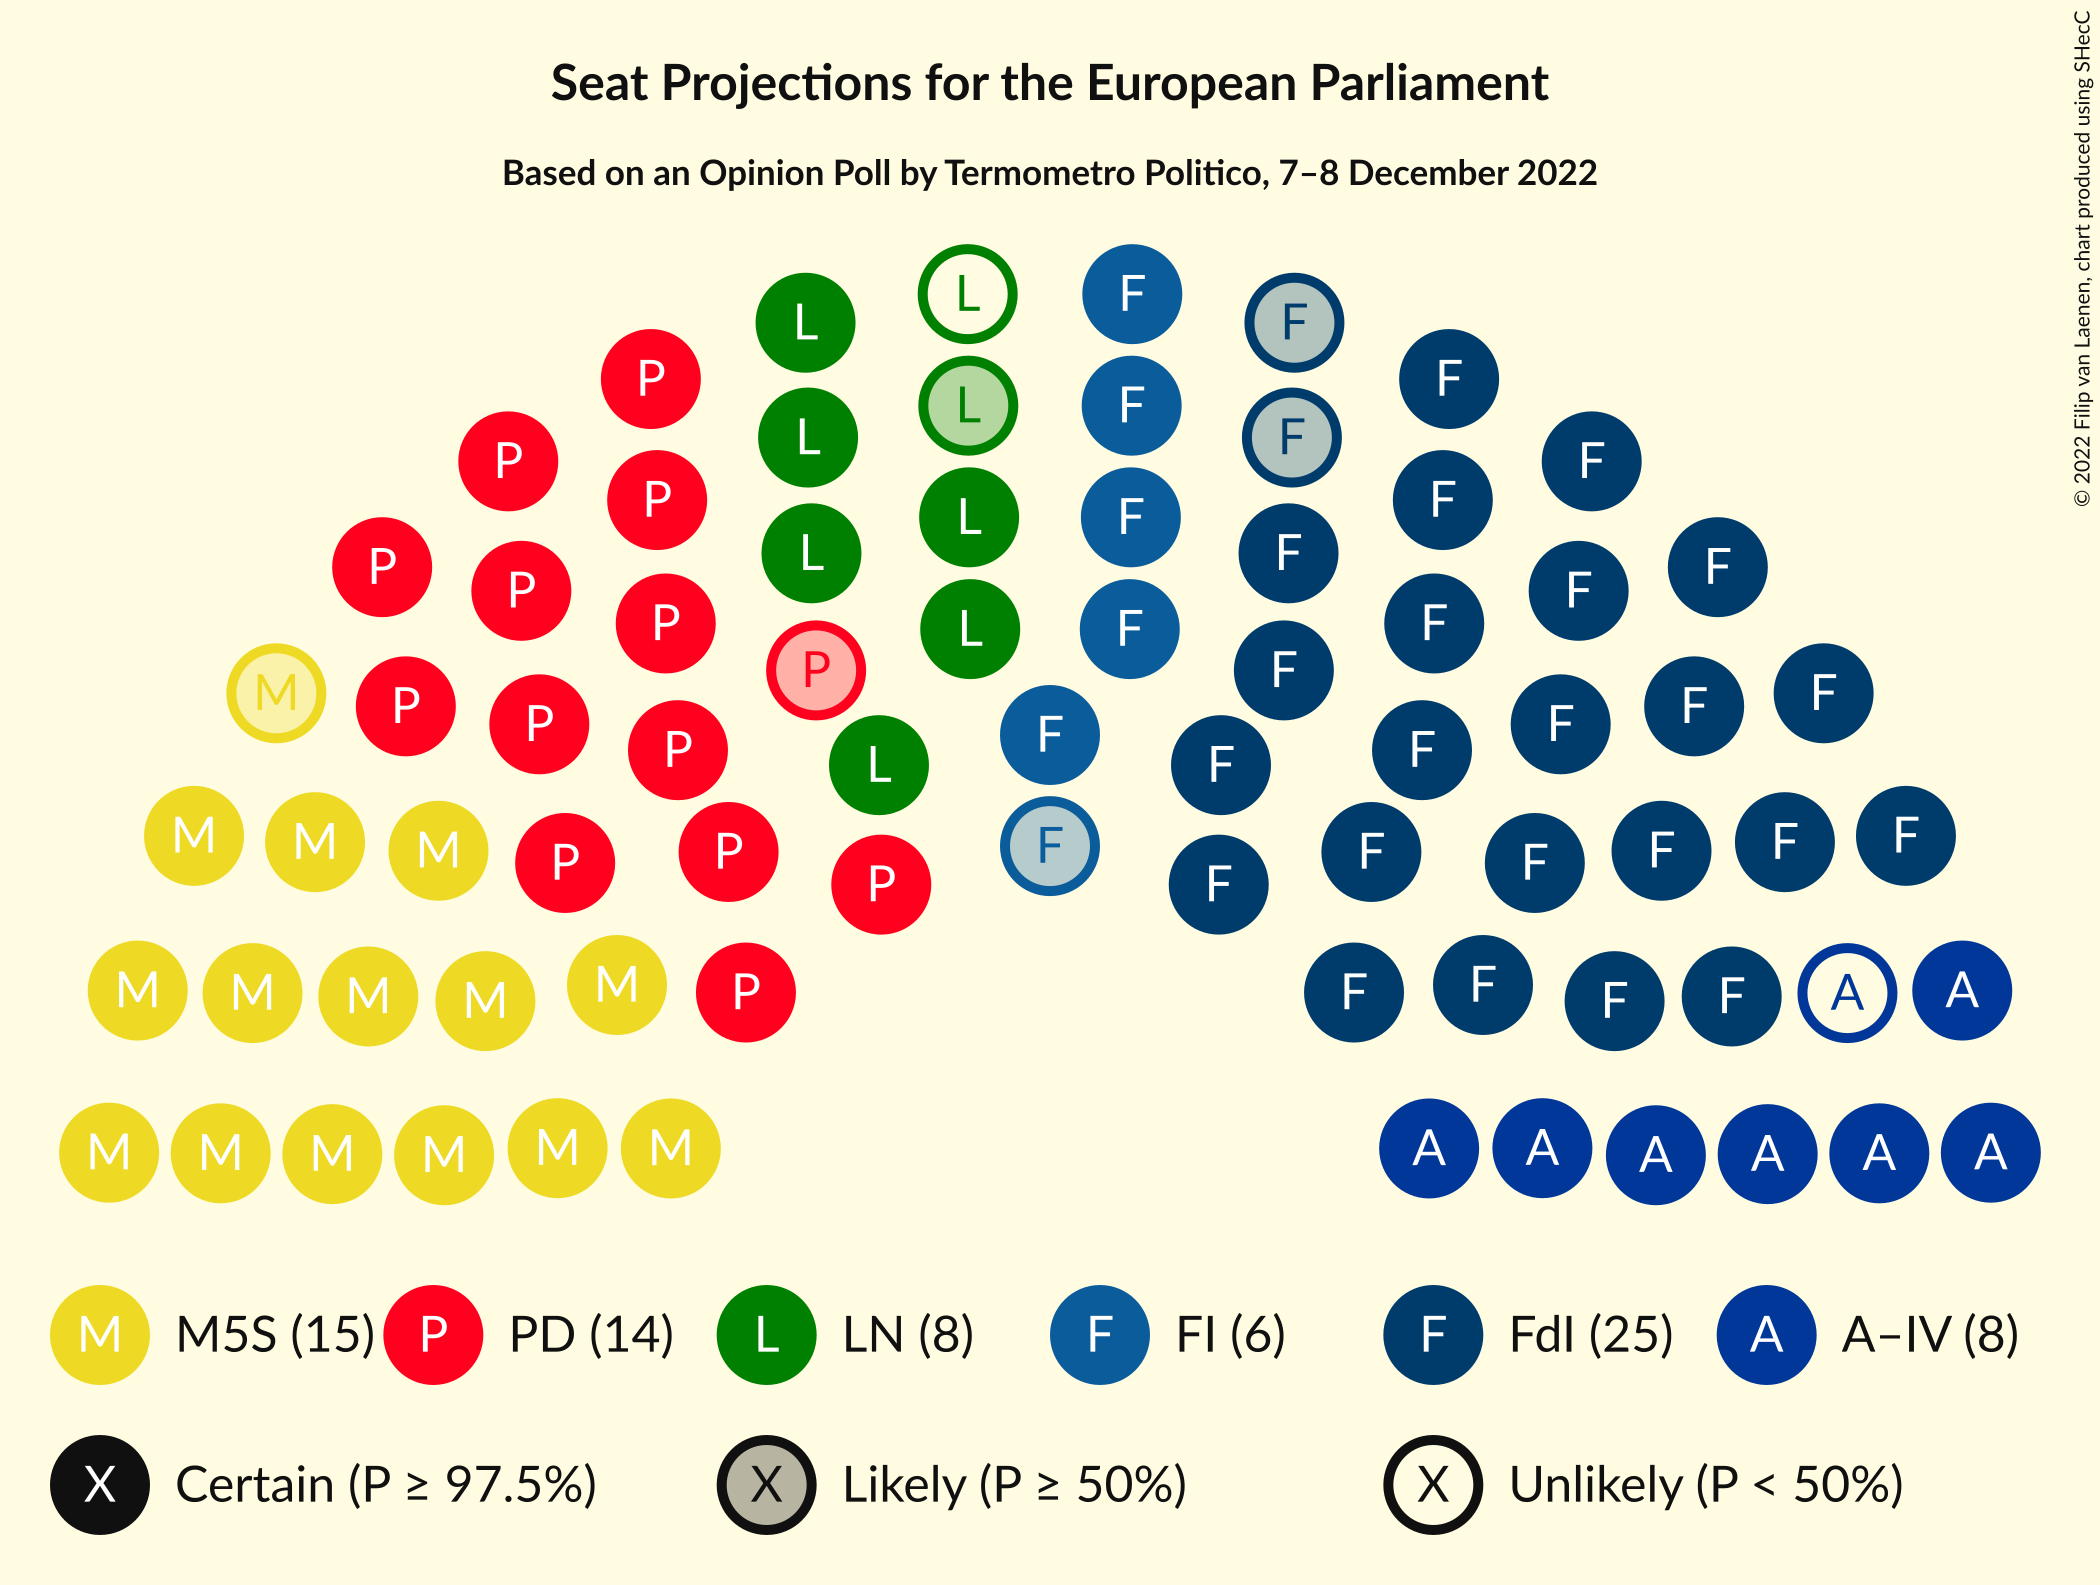 Seat Projections for the European Parliament
Based on an Opinion Poll by Termometro Politico, 7–8 December 2022
© 2022 Filip van Laenen, chart produced using SHecC
L F
L F
P F
L F
L F
P F
P F
L F
P F
L F
P F
P F
L F
P F
L F
P F
M P P P P L F F F F F F F
M M M P P L F F F F F F
P F F
M M M M M P F F F F A A
M M M M M M A A A A A A
M M5S (15) P PD (14) L LN (8) F FI (6) F FdI (25) A A–IV (8)
X Certain (P ≥ 97.5%) X Likely (P ≥ 50%) X Unlikely (P < 50%)